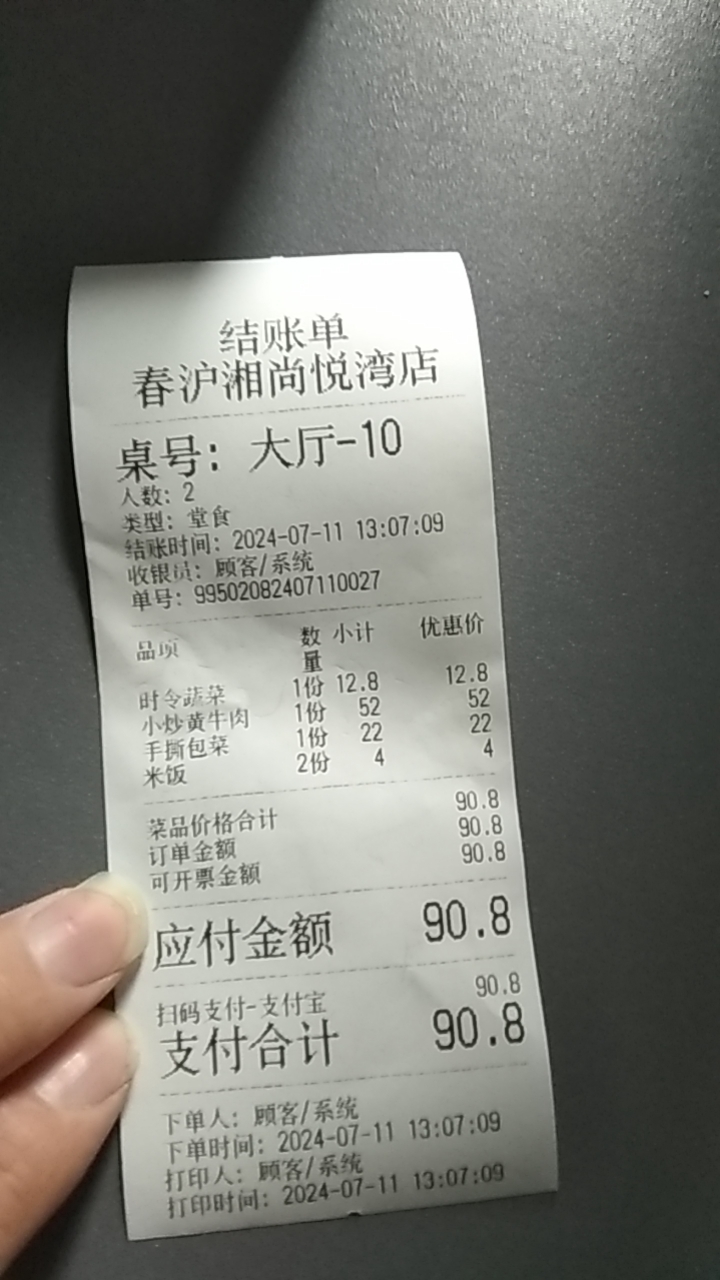 结账单
春沪湘尚悦湾店
桌号：大厅-10
人数：2
类型：堂食
结账时间：2024-07-11 13:07:09
收银员：顾客/系统
单号：99502082407110027
品项 数量 小计 优惠价
时令蔬菜 1份 12.8 12.8
小炒黄牛肉 1份 52 52
手撕包菜 1份 22 22
米饭 2份 4 4
菜品价格合计 90.8
订单金额 90.8
可开票金额 90.8
应付金额 90.8
扫码支付-支付宝 90.8
支付合计 90.8
下单人：顾客/系统
下单时间：2024-07-11 13:07:09
打印人：顾客/系统
打印时间：2024-07-11 13:07:09